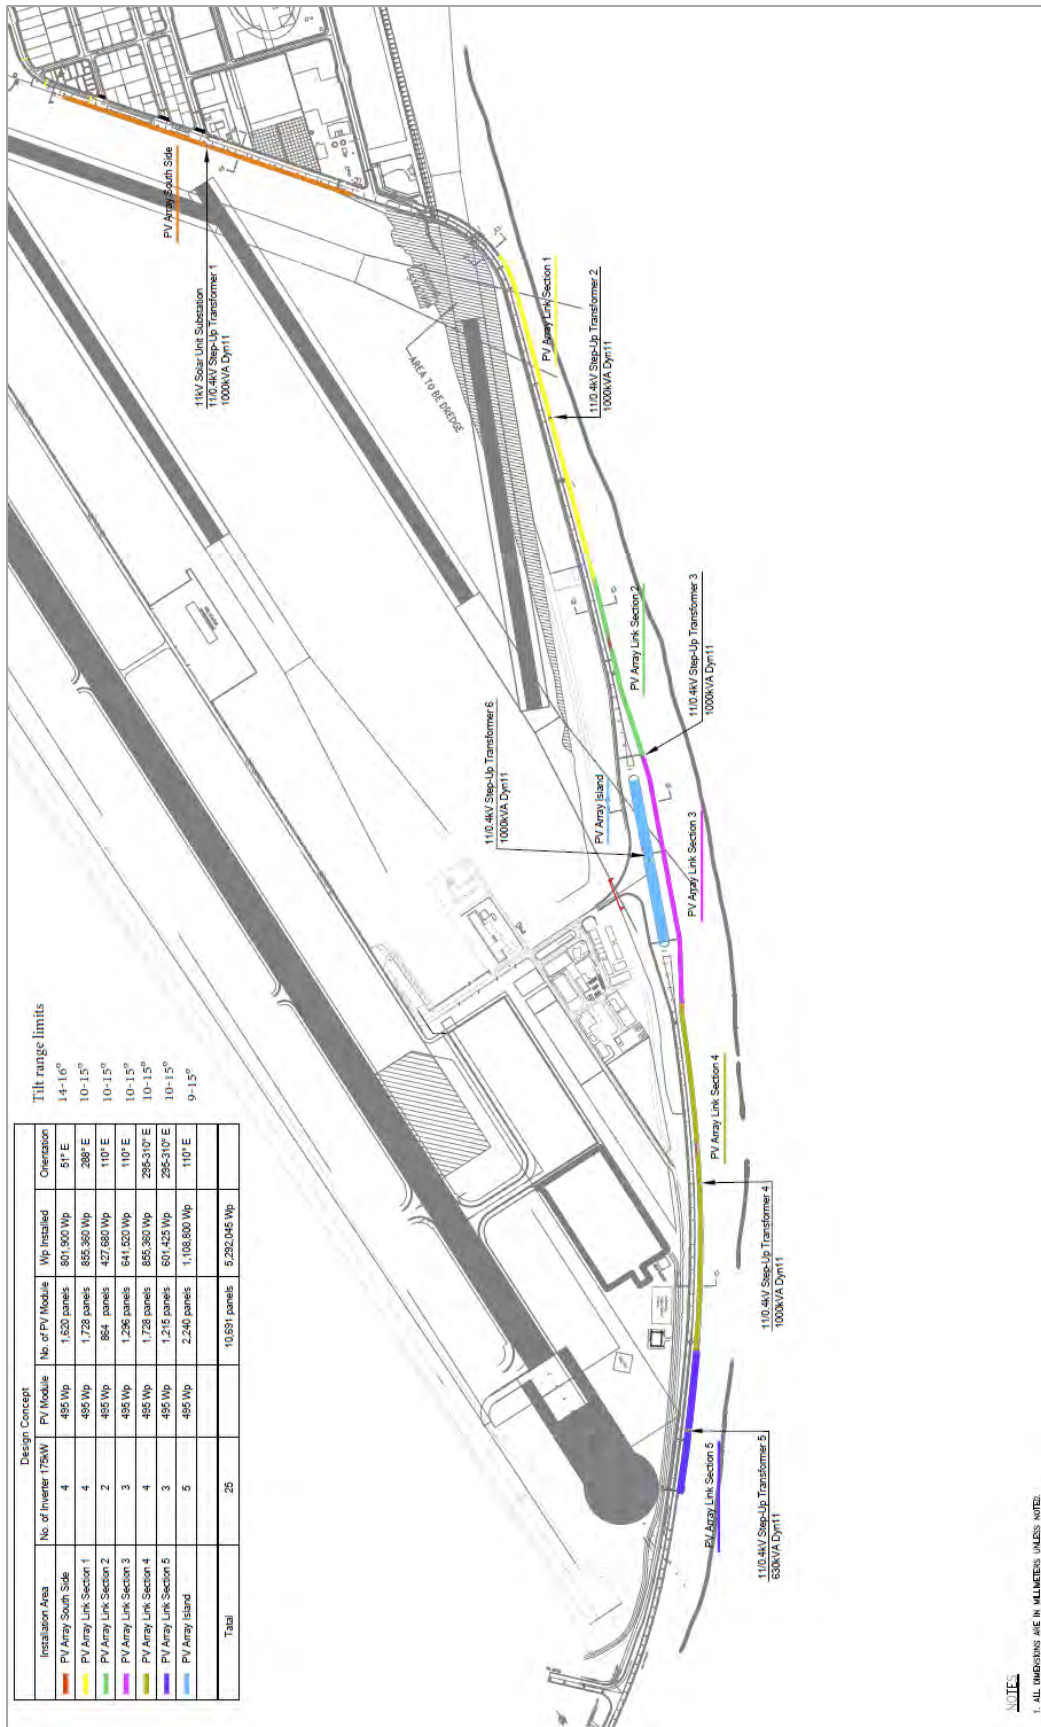 Design Concept
Installation Area No. of Inverter 175kW PV Module No. of PV Module Wp Installed Orientation Tilt range limits
PV Array South Side 4 495 Wp 1,620 panels 801,900 Wp 51° E 14-16°
PV Array Link Section 1 4 495 Wp 1,728 panels 855,360 Wp 288° E 10-15°
PV Array Link Section 2 2 495 Wp 864 panels 427,680 Wp 110° E 10-15°
PV Array Link Section 3 3 495 Wp 1,296 panels 641,520 Wp 110° E 10-15°
PV Array Link Section 4 4 495 Wp 1,728 panels 855,360 Wp 295-310° E 10-15°
PV Array Link Section 5 3 495 Wp 1,215 panels 601,425 Wp 295-310° E 10-15°
PV Array Island 5 495 Wp 2,240 panels 1,108,800 Wp 110° E 9-15°
Total 25 10,691 panels 5,292,045 Wp
PV Array South Side
11kV Solar Unit Substation
11/0.4kV Step-Up Transformer 1
1000kVA Dyn11
AREA TO BE DREDGE
PV Array Link Section 1
11/0.4kV Step-Up Transformer 2
1000kVA Dyn11
PV Array Link Section 2
11/0.4kV Step-Up Transformer 3
1000kVA Dyn11
11/0.4kV Step-Up Transformer 6
1000kVA Dyn11
PV Array Island
PV Array Link Section 3
PV Array Link Section 4
11/0.4kV Step-Up Transformer 4
1000kVA Dyn11
PV Array Link Section 5
11/0.4kV Step-Up Transformer 5
630kVA Dyn11
NOTES
1. ALL DIMENSIONS ARE IN MILLIMETERS UNLESS NOTED.